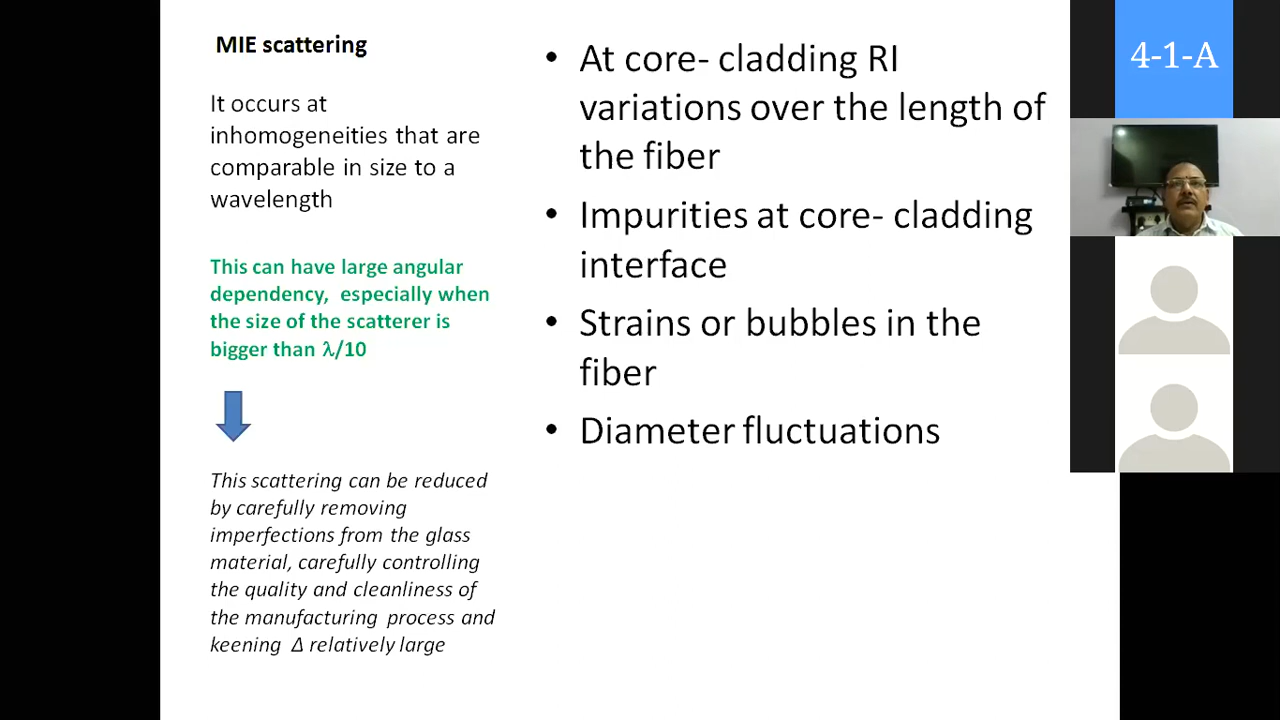 MIE scattering
It occurs at
inhomogeneities that are
comparable in size to a
wavelength
This can have large angular
dependency, especially when
the size of the scatterer is
bigger than λ/10
This scattering can be reduced
by carefully removing
imperfections from the glass
material, carefully controlling
the quality and cleanliness of
the manufacturing process and
keening Δ relatively large
• At core- cladding RI
variations over the length of
the fiber
• Impurities at core- cladding
interface
• Strains or bubbles in the
fiber
• Diameter fluctuations
4-1-A